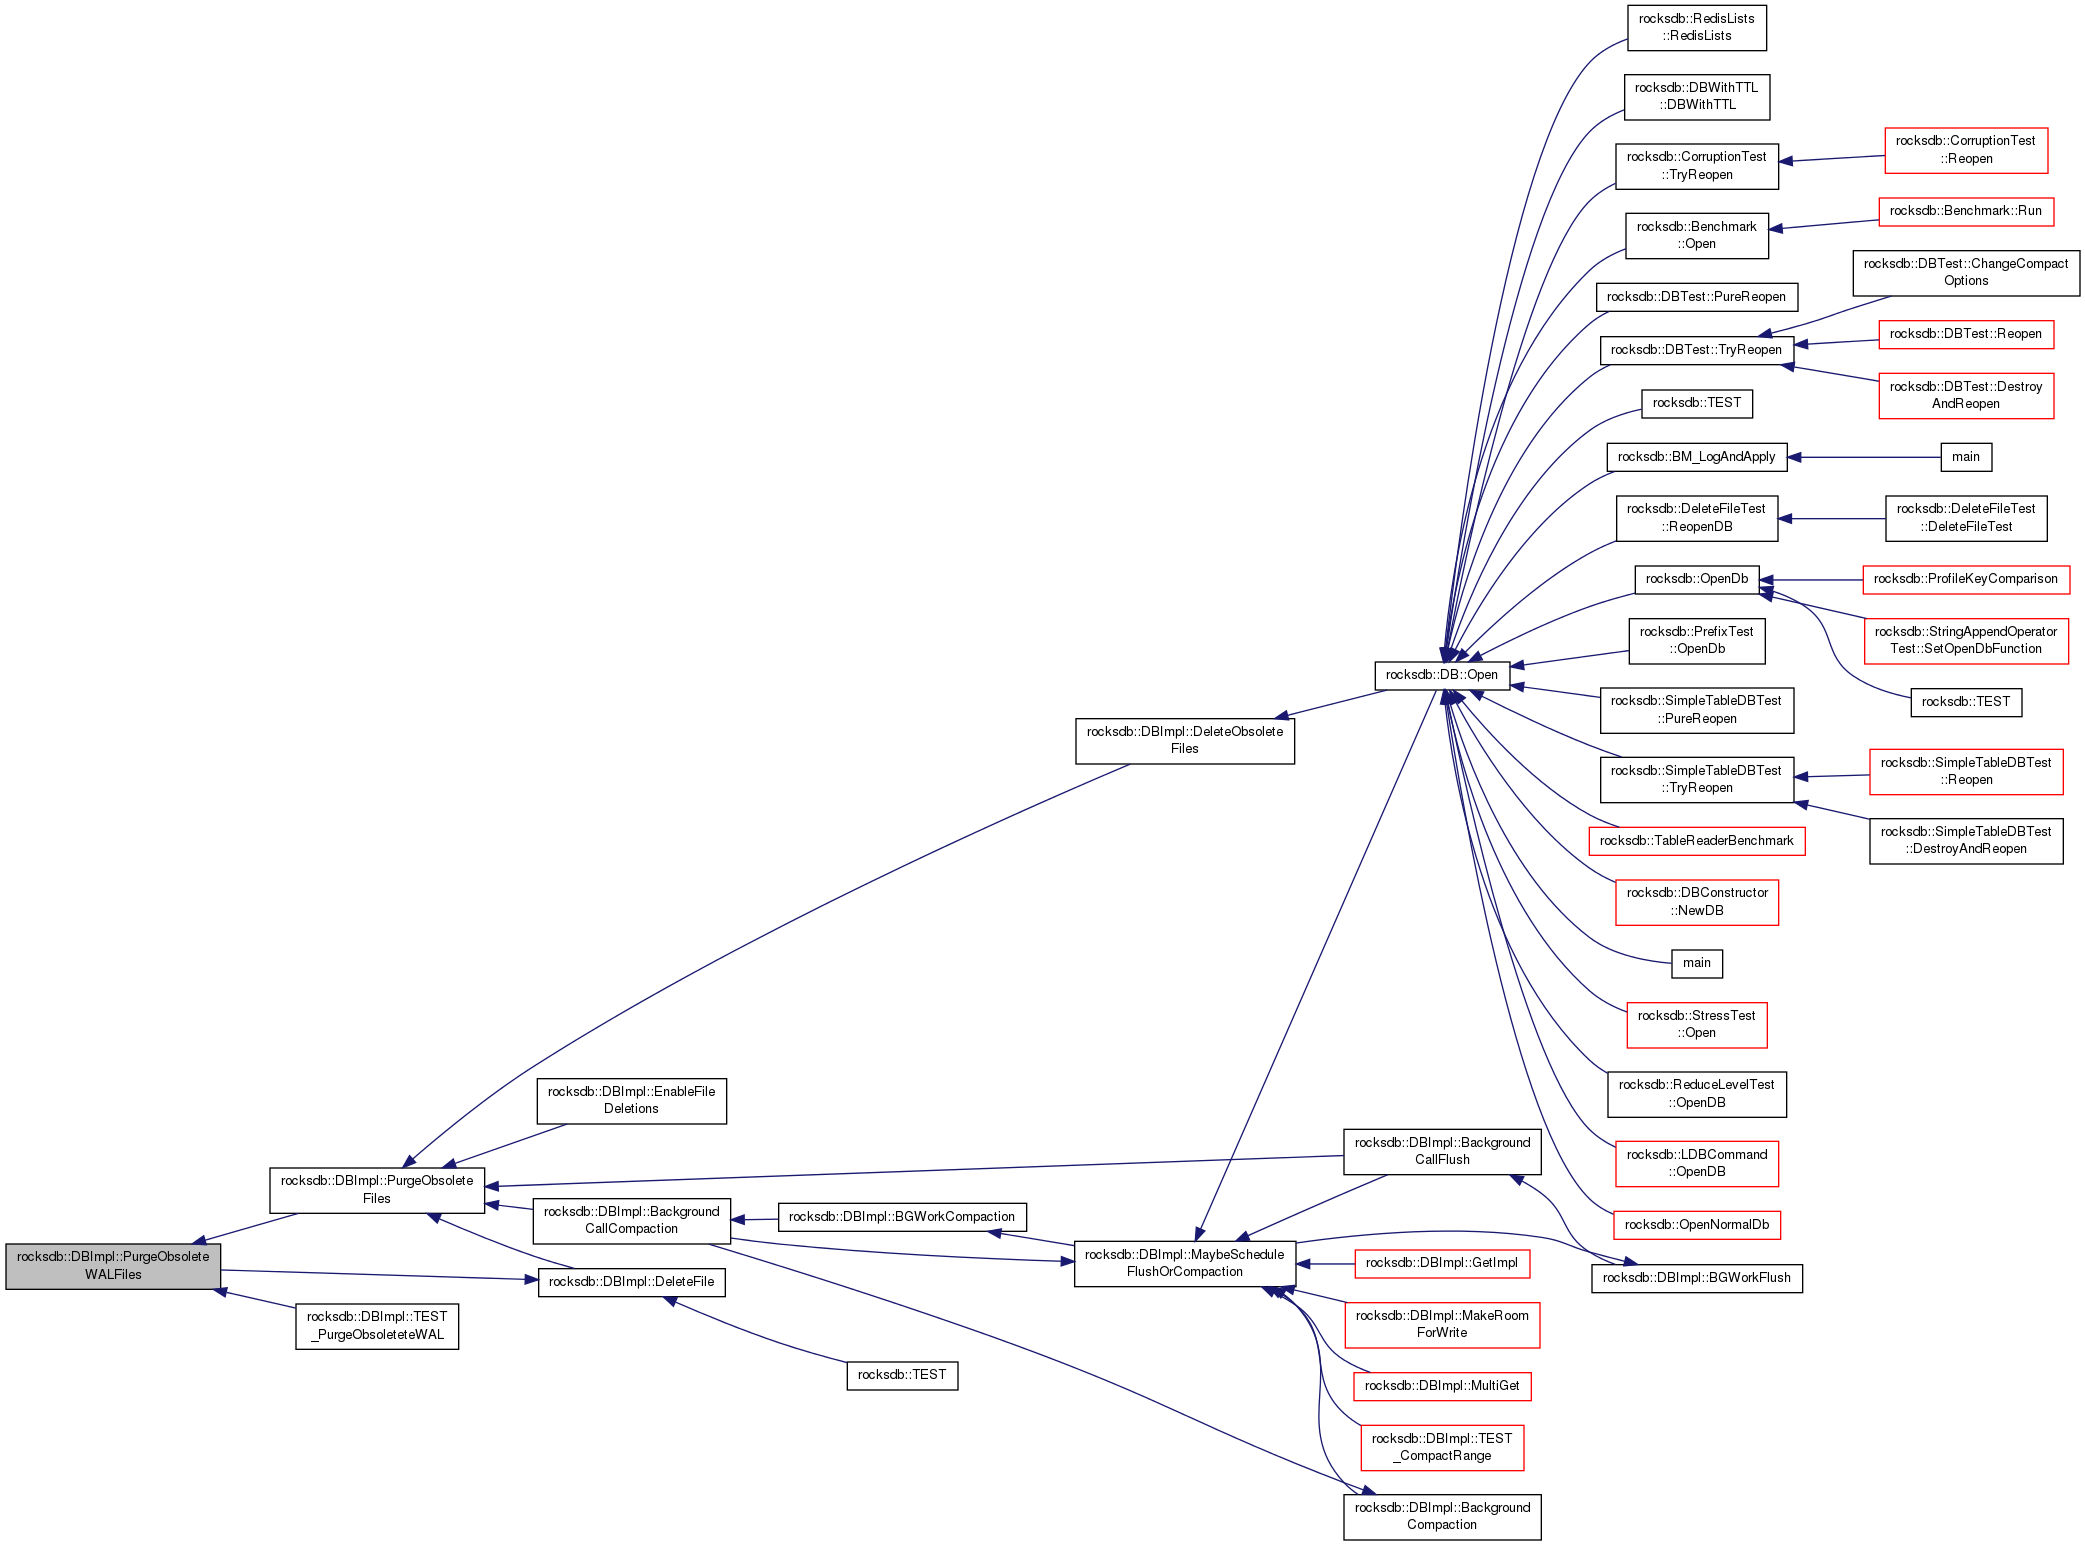 rocksdb::RedisLists
::RedisLists
rocksdb::DBWithTTL
::DBWithTTL
rocksdb::CorruptionTest
::TryReopen
rocksdb::CorruptionTest
::Reopen
rocksdb::Benchmark
::Open
rocksdb::Benchmark::Run
rocksdb::DBTest::PureReopen
rocksdb::DBTest::ChangeCompact
Options
rocksdb::DBTest::TryReopen
rocksdb::DBTest::Reopen
rocksdb::DBTest::Destroy
AndReopen
rocksdb::TEST
rocksdb::BM_LogAndApply
main
rocksdb::DeleteFileTest
::ReopenDB
rocksdb::DeleteFileTest
::DeleteFileTest
rocksdb::OpenDb
rocksdb::ProfileKeyComparison
rocksdb::StringAppendOperator
Test::SetOpenDbFunction
rocksdb::TEST
rocksdb::PrefixTest
::OpenDb
rocksdb::DB::Open
rocksdb::SimpleTableDBTest
::PureReopen
rocksdb::DBImpl::DeleteObsolete
Files
rocksdb::SimpleTableDBTest
::TryReopen
rocksdb::SimpleTableDBTest
::Reopen
rocksdb::SimpleTableDBTest
::DestroyAndReopen
rocksdb::TableReaderBenchmark
rocksdb::DBConstructor
::NewDB
main
rocksdb::StressTest
::Open
rocksdb::ReduceLevelTest
::OpenDB
rocksdb::LDBCommand
::OpenDB
rocksdb::OpenNormalDb
rocksdb::DBImpl::EnableFile
Deletions
rocksdb::DBImpl::Background
CallFlush
rocksdb::DBImpl::PurgeObsolete
Files
rocksdb::DBImpl::Background
CallCompaction
rocksdb::DBImpl::BGWorkCompaction
rocksdb::DBImpl::MaybeSchedule
FlushOrCompaction
rocksdb::DBImpl::GetImpl
rocksdb::DBImpl::BGWorkFlush
rocksdb::DBImpl::PurgeObsolete
WALFiles
rocksdb::DBImpl::DeleteFile
rocksdb::DBImpl::MakeRoom
ForWrite
rocksdb::DBImpl::TEST
_PurgeObsoleteteWAL
rocksdb::TEST
rocksdb::DBImpl::MultiGet
rocksdb::DBImpl::TEST
_CompactRange
rocksdb::DBImpl::Background
Compaction